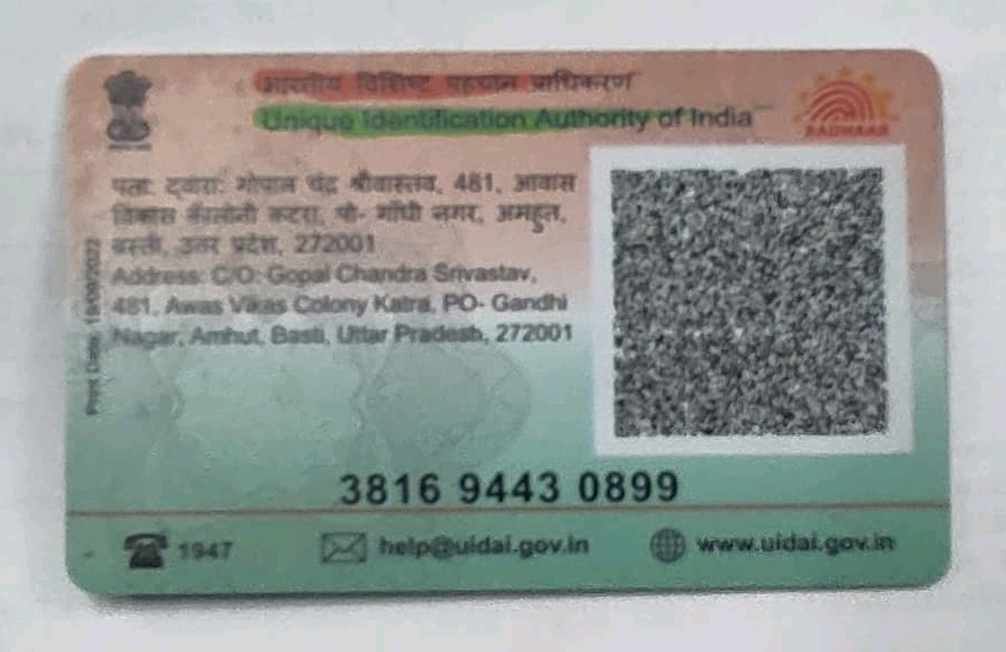 भारतीय विशिष्ट पहचान प्राधिकरण
Unique Identification Authority of India
AADHAAR
पता: द्वारा: गोपाल चंद्र श्रीवास्तव, 481, आवास
विकास कॅालोनी कटरा, पो- गाँधी नगर, अमहुत,
बस्ती, उत्तर प्रदेश, 272001
Address: C/O: Gopal Chandra Srivastav,
481, Awas Vikas Colony Katra, PO- Gandhi
Nagar, Amhut, Basti, Uttar Pradesh, 272001
Print Date:
3816 9443 0899
1947
help@uidai.gov.in
www.uidai.gov.in